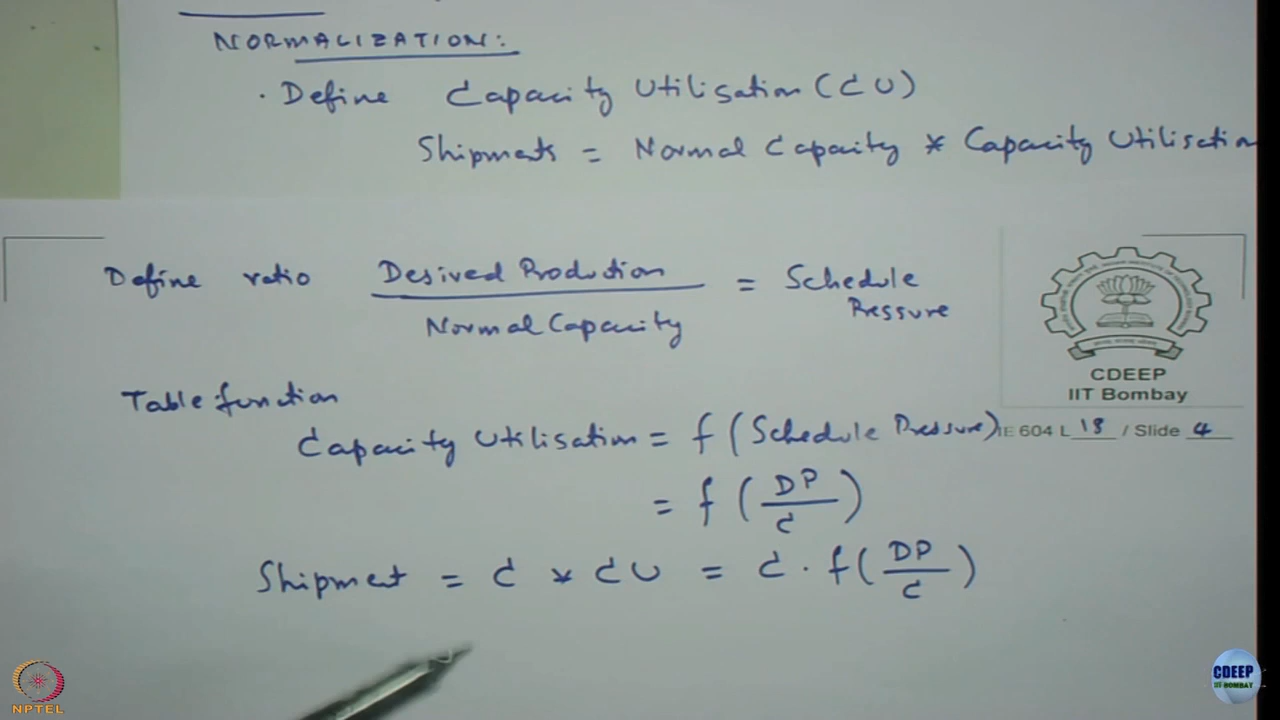 NORMALIZATION:
· Define Capacity Utilisation (CU)
Shipments = Normal Capacity * Capacity Utilisation
Define ratio Desired Production / Normal Capacity = Schedule Pressure
CDEEP
IIT Bombay
Table function
Capacity Utilisation = f (Schedule Pressure)
IE 604 L 18 / Slide 4
= f (DP / C)
Shipment = C * CU = C · f (DP / C)
NPTEL
CDEEP
IIT BOMBAY